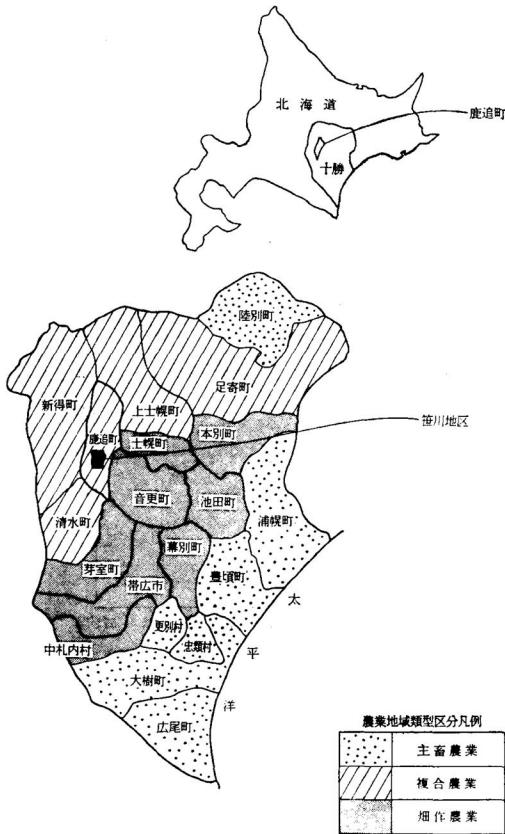 北海道
鹿追町
十勝
陸別町
新得町
上士幌町
足寄町
鹿追町
士幌町
本別町
笹川地区
音更町
池田町
清水町
浦幌町
芽室町
帯広市
幕別町
豊頃町
更別村
忠類村
中札内村
大樹町
広尾町
太平洋
農業地域類型区分凡例
主畜農業
複合農業
畑作農業